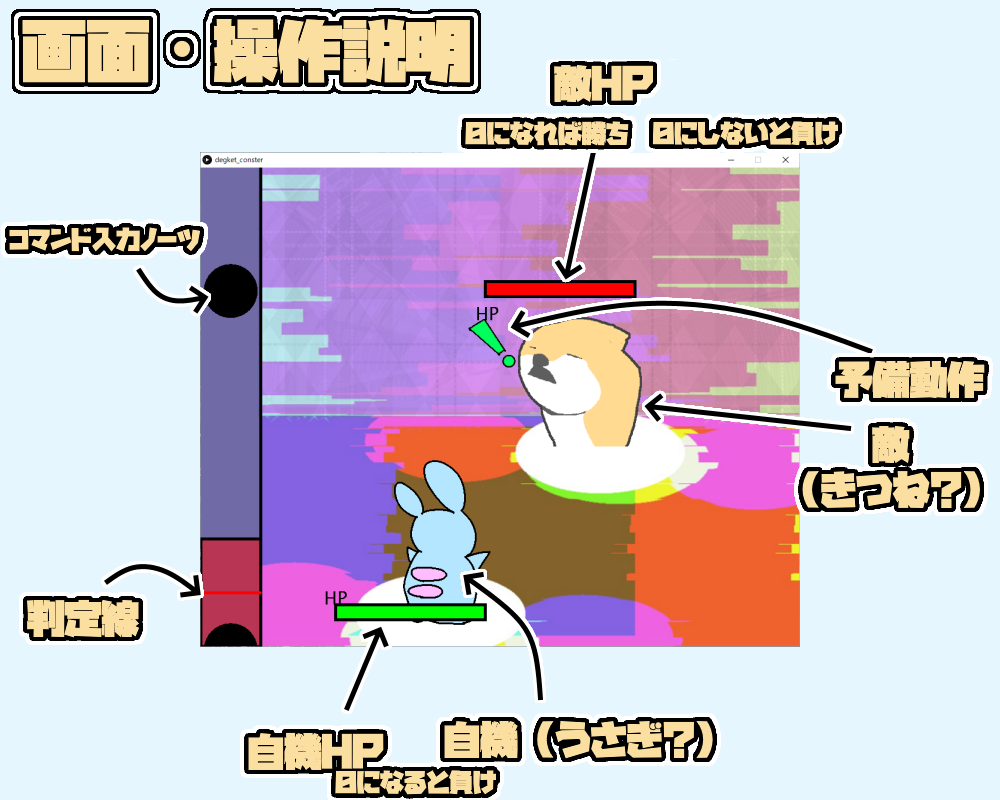 画面・操作説明
敵HP
0になれば勝ち 0にしないと負け
degket_conster
コマンド入力ノーツ
HP
予備動作
敵
（きつね？）
判定線
HP
自機HP
0になると負け
自機（うさぎ？）